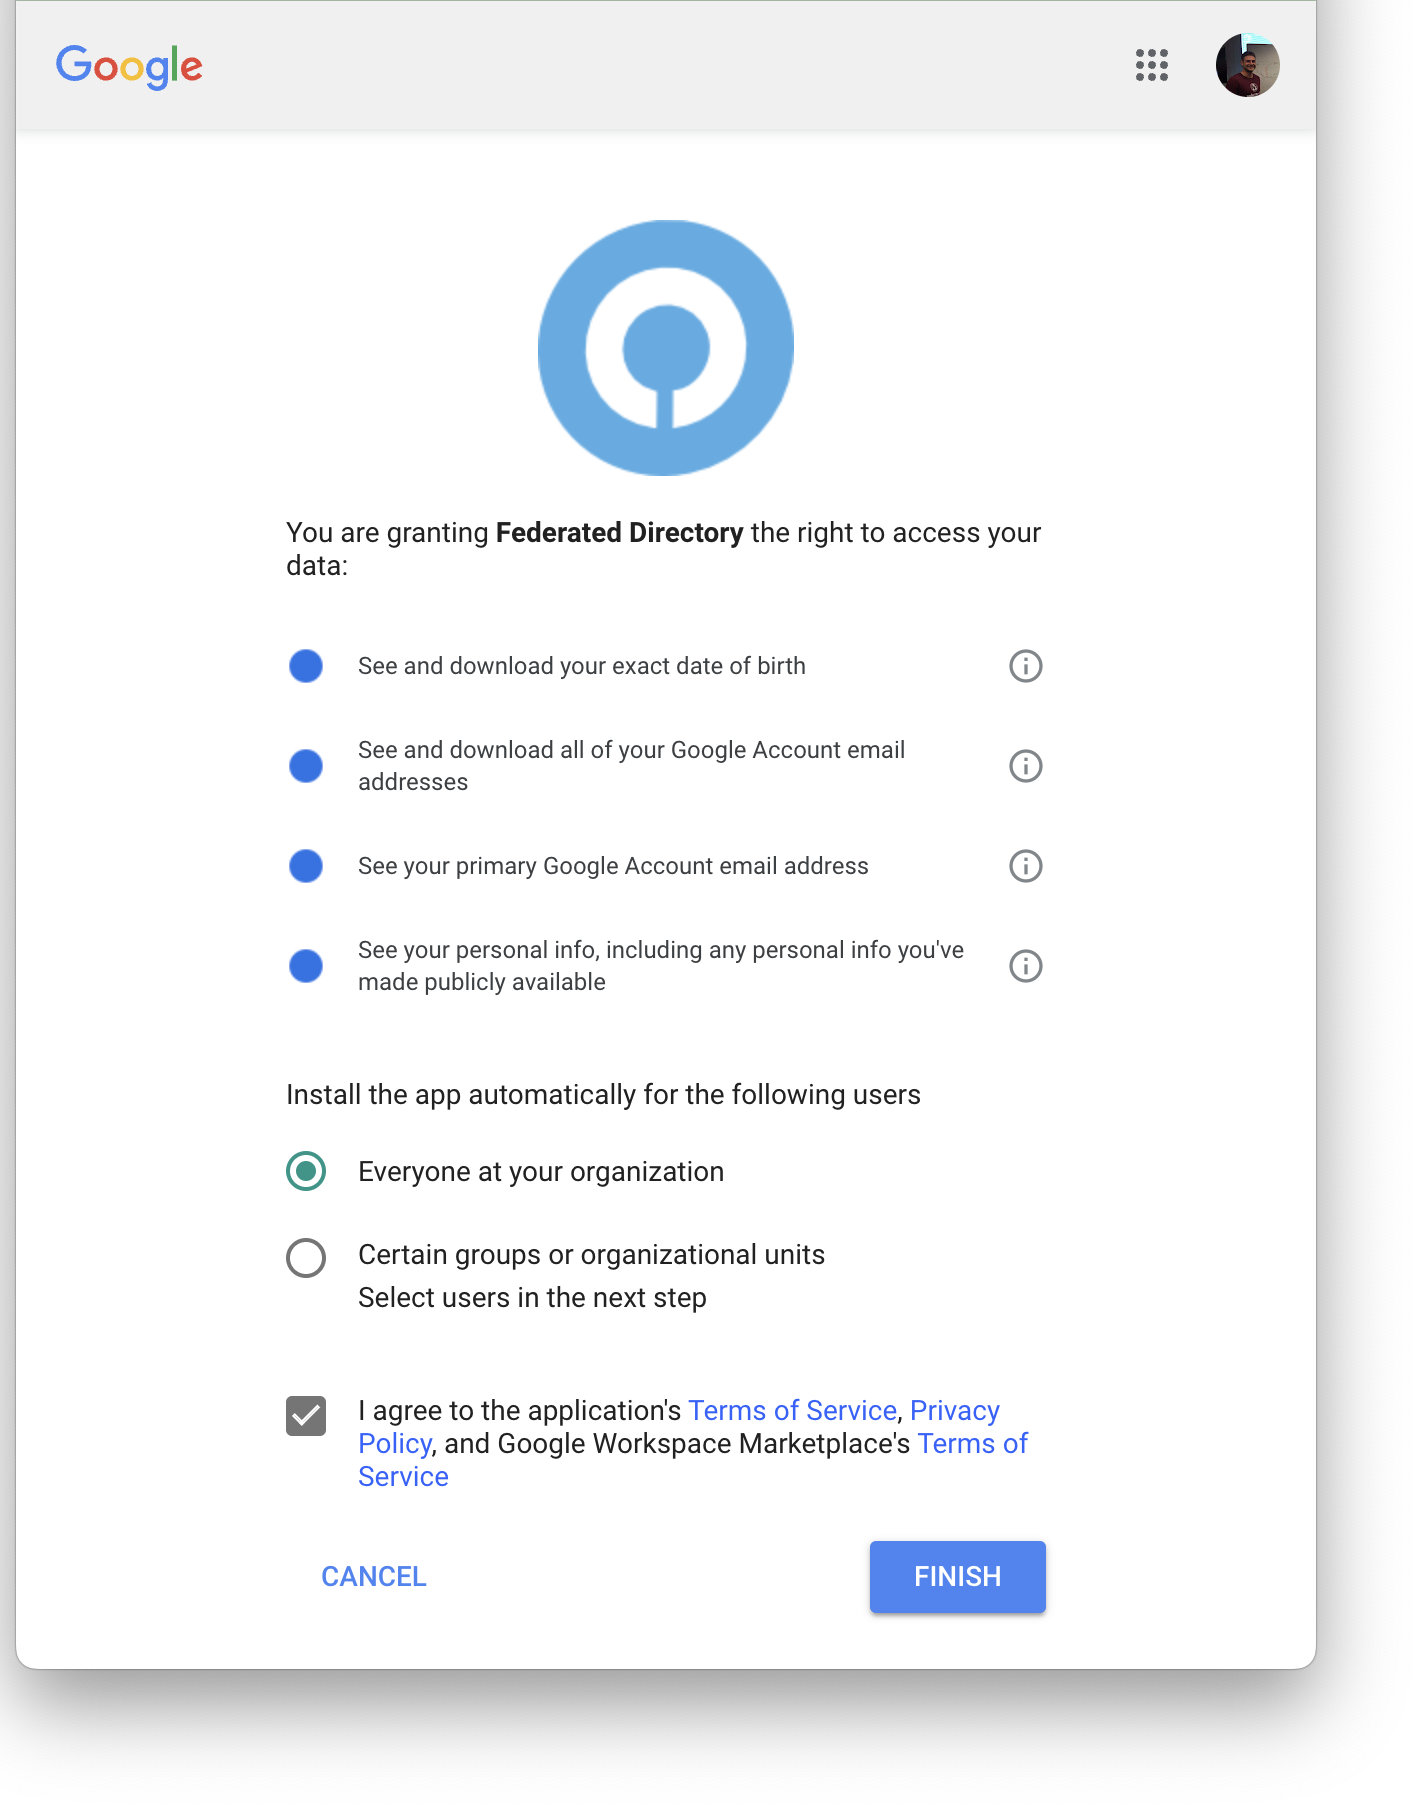 Google
You are granting Federated Directory the right to access your
data:
See and download your exact date of birth
See and download all of your Google Account email
addresses
See your primary Google Account email address
See your personal info, including any personal info you've
made publicly available
Install the app automatically for the following users
Everyone at your organization
Certain groups or organizational units
Select users in the next step
I agree to the application's Terms of Service, Privacy
Policy, and Google Workspace Marketplace's Terms of
Service
CANCEL
FINISH